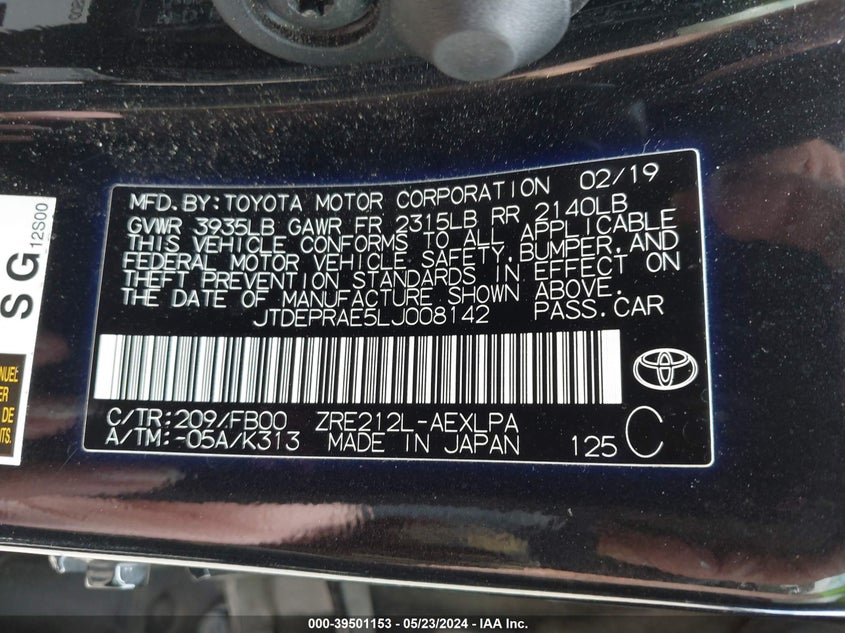 MFD.BY:TOYOTA MOTOR CORPORATION 02/19
GVWR 3935LB GAWR FR 2315LB RR 2140LB
THIS VEHICLE CONFORMS TO ALL APPLICABLE
FEDERAL MOTOR VEHICLE SAFETY,BUMPER,AND
THEFT PREVENTION STANDARDS IN EFFECT ON
THE DATE OF MANUFACTURE SHOWN ABOVE.
JTDEPRAE5LJ008142 PASS.CAR
C/TR:209/FB00 ZRE212L-AEXLPA
A/TM:-05A/K313 MADE IN JAPAN 125 C
SG
12S00
DE
000-39501153 - 05/23/2024 - IAA Inc.